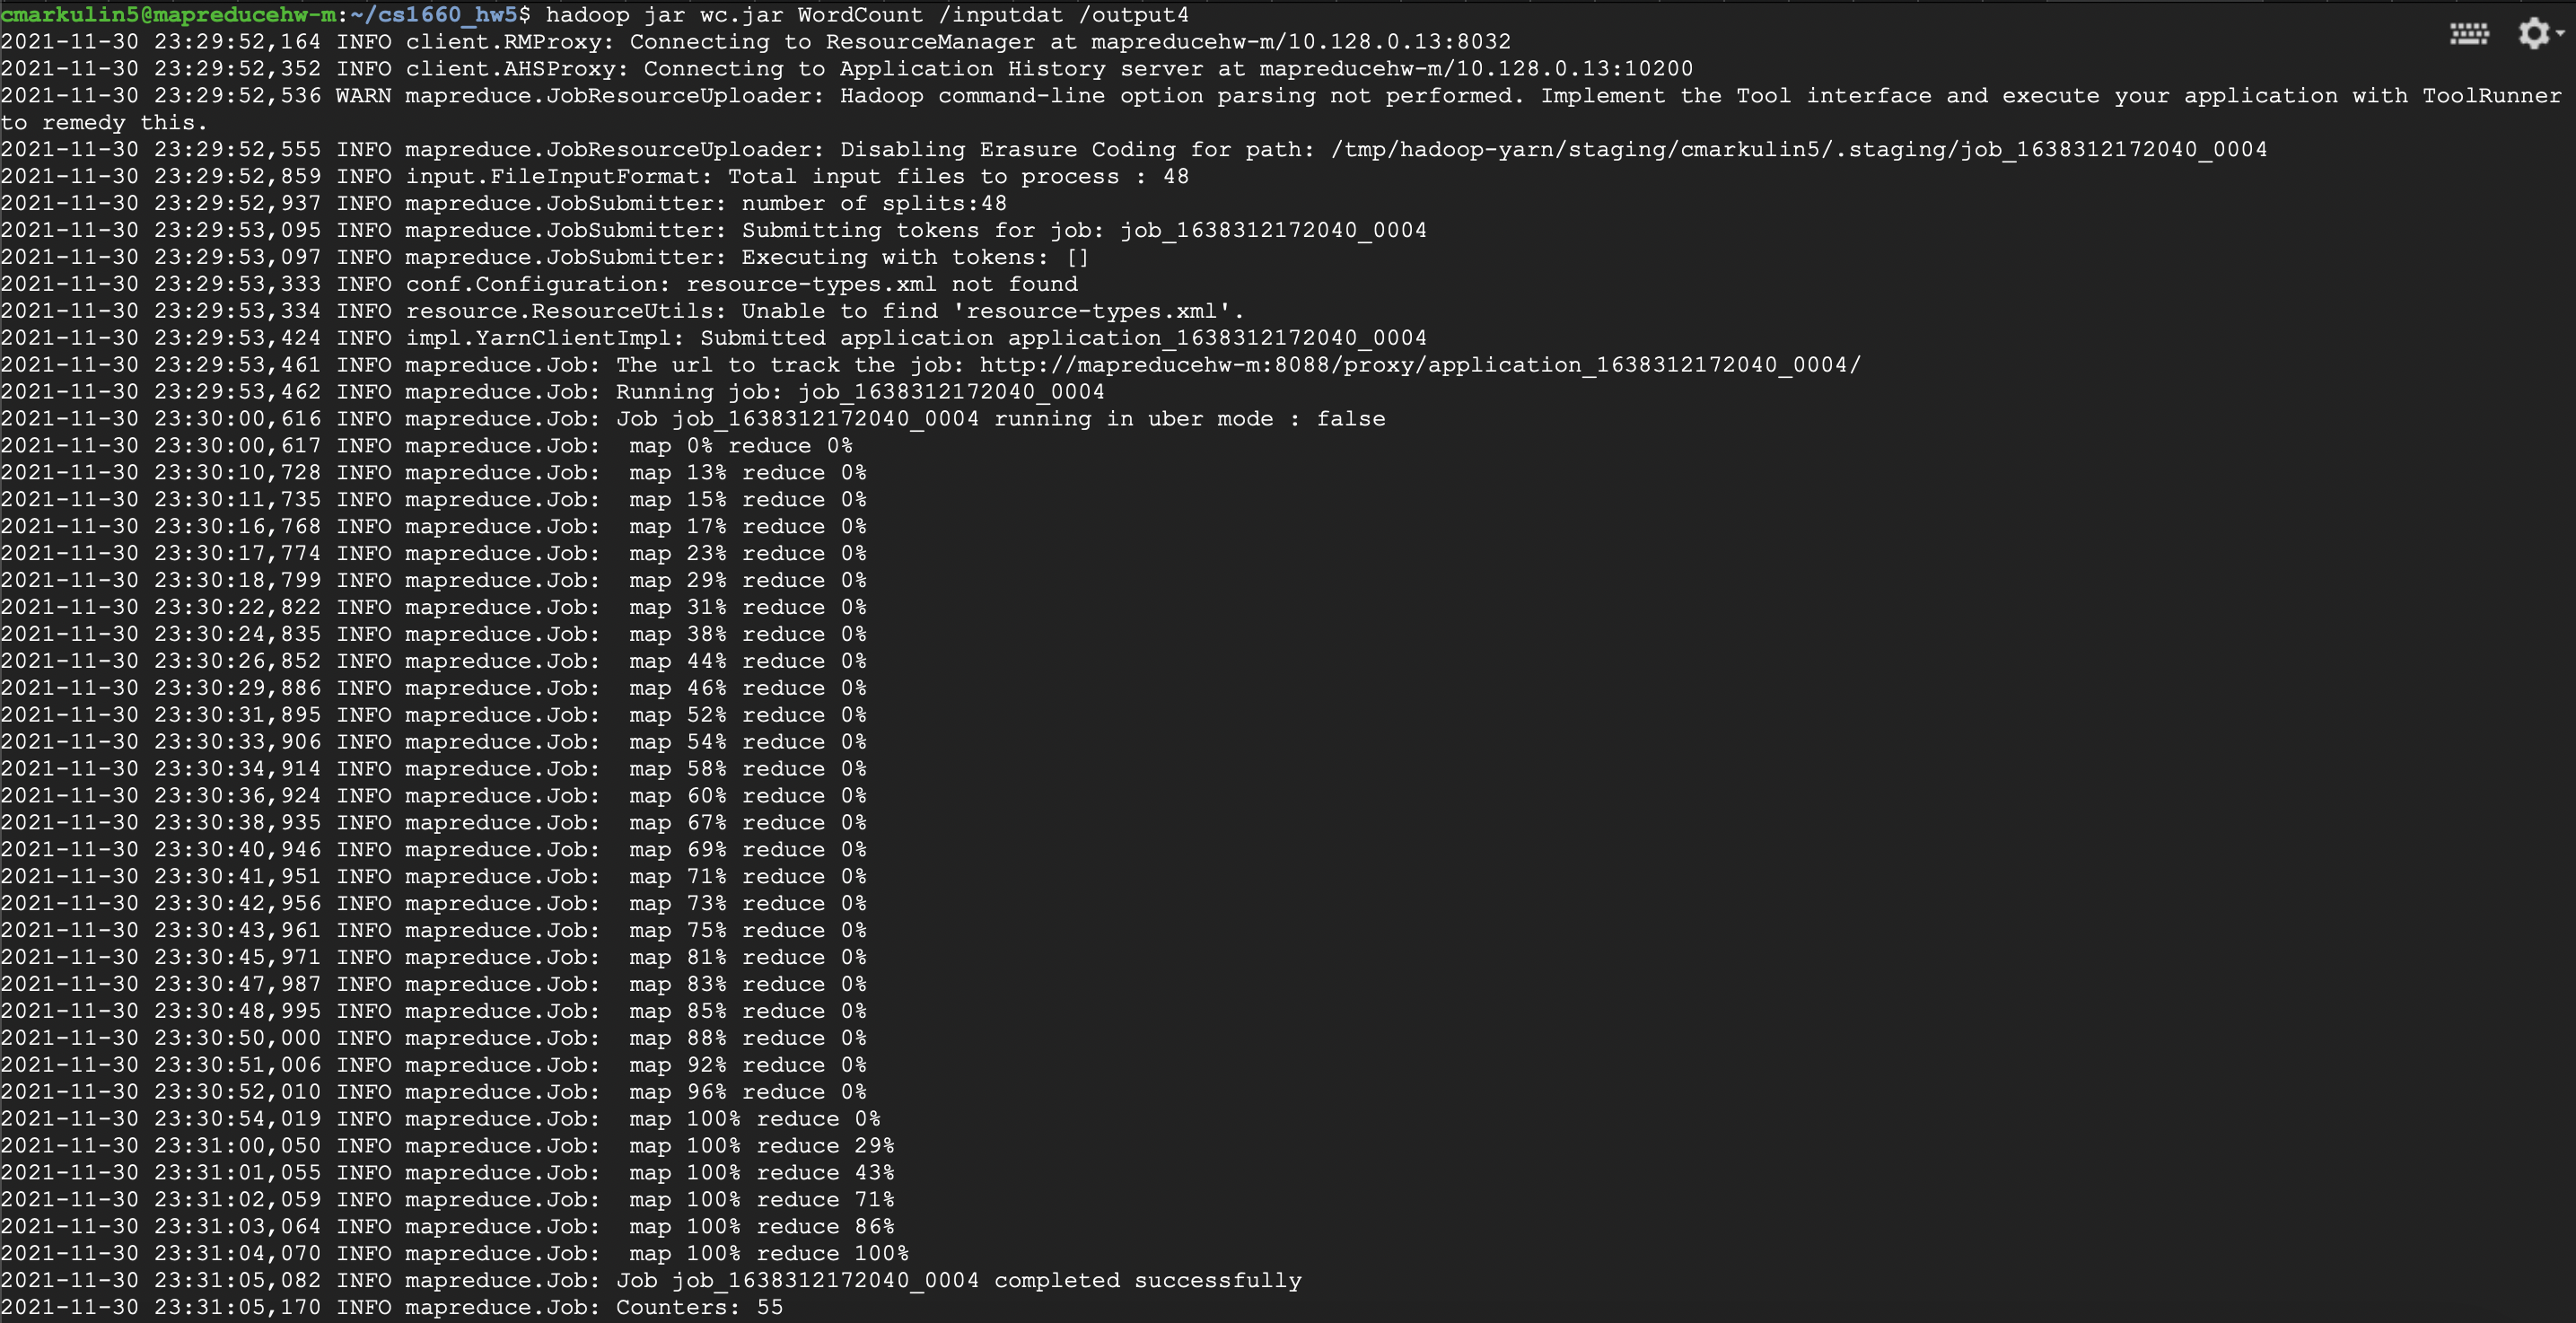 cmarkulin5@mapreducehw-m:~/cs1660_hw5$ hadoop jar wc.jar WordCount /inputdat /output4
2021-11-30 23:29:52,164 INFO client.RMProxy: Connecting to ResourceManager at mapreducehw-m/10.128.0.13:8032
2021-11-30 23:29:52,352 INFO client.AHSProxy: Connecting to Application History server at mapreducehw-m/10.128.0.13:10200
2021-11-30 23:29:52,536 WARN mapreduce.JobResourceUploader: Hadoop command-line option parsing not performed. Implement the Tool interface and execute your application with ToolRunner
to remedy this.
2021-11-30 23:29:52,555 INFO mapreduce.JobResourceUploader: Disabling Erasure Coding for path: /tmp/hadoop-yarn/staging/cmarkulin5/.staging/job_1638312172040_0004
2021-11-30 23:29:52,859 INFO input.FileInputFormat: Total input files to process : 48
2021-11-30 23:29:52,937 INFO mapreduce.JobSubmitter: number of splits:48
2021-11-30 23:29:53,095 INFO mapreduce.JobSubmitter: Submitting tokens for job: job_1638312172040_0004
2021-11-30 23:29:53,097 INFO mapreduce.JobSubmitter: Executing with tokens: []
2021-11-30 23:29:53,333 INFO conf.Configuration: resource-types.xml not found
2021-11-30 23:29:53,334 INFO resource.ResourceUtils: Unable to find 'resource-types.xml'.
2021-11-30 23:29:53,424 INFO impl.YarnClientImpl: Submitted application application_1638312172040_0004
2021-11-30 23:29:53,461 INFO mapreduce.Job: The url to track the job: http://mapreducehw-m:8088/proxy/application_1638312172040_0004/
2021-11-30 23:29:53,462 INFO mapreduce.Job: Running job: job_1638312172040_0004
2021-11-30 23:30:00,616 INFO mapreduce.Job: Job job_1638312172040_0004 running in uber mode : false
2021-11-30 23:30:00,617 INFO mapreduce.Job:  map 0% reduce 0%
2021-11-30 23:30:10,728 INFO mapreduce.Job:  map 13% reduce 0%
2021-11-30 23:30:11,735 INFO mapreduce.Job:  map 15% reduce 0%
2021-11-30 23:30:16,768 INFO mapreduce.Job:  map 17% reduce 0%
2021-11-30 23:30:17,774 INFO mapreduce.Job:  map 23% reduce 0%
2021-11-30 23:30:18,799 INFO mapreduce.Job:  map 29% reduce 0%
2021-11-30 23:30:22,822 INFO mapreduce.Job:  map 31% reduce 0%
2021-11-30 23:30:24,835 INFO mapreduce.Job:  map 38% reduce 0%
2021-11-30 23:30:26,852 INFO mapreduce.Job:  map 44% reduce 0%
2021-11-30 23:30:29,886 INFO mapreduce.Job:  map 46% reduce 0%
2021-11-30 23:30:31,895 INFO mapreduce.Job:  map 52% reduce 0%
2021-11-30 23:30:33,906 INFO mapreduce.Job:  map 54% reduce 0%
2021-11-30 23:30:34,914 INFO mapreduce.Job:  map 58% reduce 0%
2021-11-30 23:30:36,924 INFO mapreduce.Job:  map 60% reduce 0%
2021-11-30 23:30:38,935 INFO mapreduce.Job:  map 67% reduce 0%
2021-11-30 23:30:40,946 INFO mapreduce.Job:  map 69% reduce 0%
2021-11-30 23:30:41,951 INFO mapreduce.Job:  map 71% reduce 0%
2021-11-30 23:30:42,956 INFO mapreduce.Job:  map 73% reduce 0%
2021-11-30 23:30:43,961 INFO mapreduce.Job:  map 75% reduce 0%
2021-11-30 23:30:45,971 INFO mapreduce.Job:  map 81% reduce 0%
2021-11-30 23:30:47,987 INFO mapreduce.Job:  map 83% reduce 0%
2021-11-30 23:30:48,995 INFO mapreduce.Job:  map 85% reduce 0%
2021-11-30 23:30:50,000 INFO mapreduce.Job:  map 88% reduce 0%
2021-11-30 23:30:51,006 INFO mapreduce.Job:  map 92% reduce 0%
2021-11-30 23:30:52,010 INFO mapreduce.Job:  map 96% reduce 0%
2021-11-30 23:30:54,019 INFO mapreduce.Job:  map 100% reduce 0%
2021-11-30 23:31:00,050 INFO mapreduce.Job:  map 100% reduce 29%
2021-11-30 23:31:01,055 INFO mapreduce.Job:  map 100% reduce 43%
2021-11-30 23:31:02,059 INFO mapreduce.Job:  map 100% reduce 71%
2021-11-30 23:31:03,064 INFO mapreduce.Job:  map 100% reduce 86%
2021-11-30 23:31:04,070 INFO mapreduce.Job:  map 100% reduce 100%
2021-11-30 23:31:05,082 INFO mapreduce.Job: Job job_1638312172040_0004 completed successfully
2021-11-30 23:31:05,170 INFO mapreduce.Job: Counters: 55